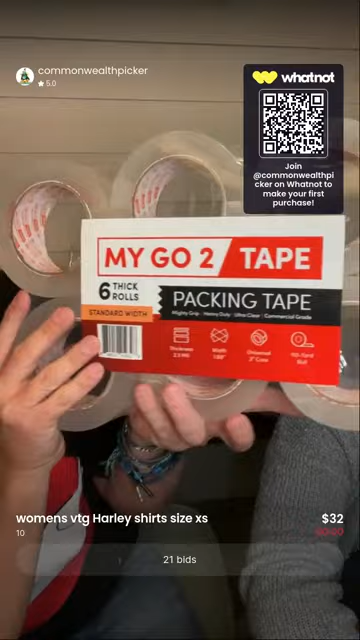 commonwealthpicker
★ 5.0
whatnot
Join
@commonwealthpi
cker on Whatnot to
make your first
purchase!
MY GO 2 TAPE
6 THICK
ROLLS
STANDARD WIDTH
PACKING TAPE
Mighty Grip | Heavy Duty | Ultra Clear | Commercial Grade
Thickness
Width
womens vtg Harley shirts size xs
$32
10
21 bids